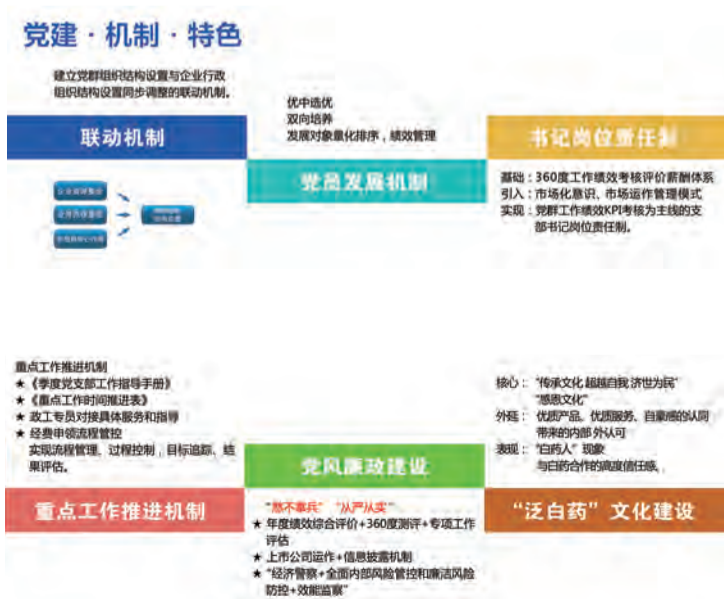 党建·机制·特色
建立党群组织结构设置与企业行政
组织结构设置同步调整的联动机制。
联动机制
优中选优
双向培养
发展对象量化排序，绩效管理
党员发展机制
书记岗位责任制
基础：360度工作绩效考核评价薪酬体系
引入：市场化意识、市场运作管理模式
实现：党群工作绩效KPI考核为主线的支
部书记岗位责任制。
重点工作推进机制
★《季度党支部工作指导手册》
★《重点工作时间推进表》
★ 政工专员对接具体服务和指导
★ 经费申领流程管控
实现流程管理、过程控制，目标追踪、结
果评估。
重点工作推进机制
党风廉政建设
“慈不掌兵” “从严从实”
★ 年度绩效综合评价+360度测评+专项工作
评估
★ 上市公司运作+信息披露机制
★ “经济警察+全面内部风险管控和廉洁风险
防控+效能监察”
核心：“传承文化 超越自我 济世为民”
“感恩文化”
外延： 优质产品、优质服务、自豪感的认同
带来的内部外认可
表现：“白药人”现象
与白药合作的高度信任感。
“泛白药”文化建设